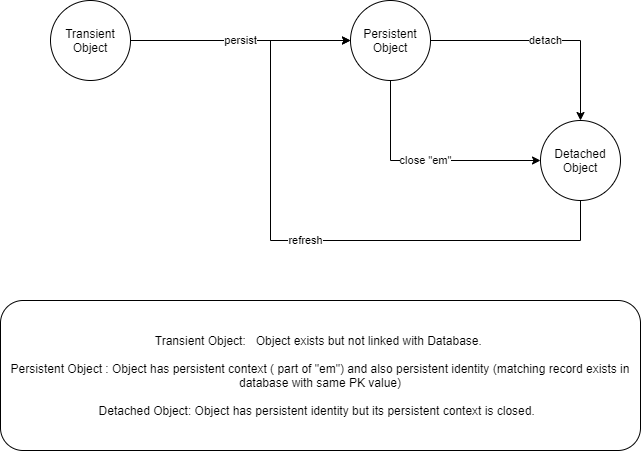 Transient
Object
persist
Persistent
Object
detach
close "em"
Detached
Object
refresh
Transient Object: Object exists but not linked with Database.
Persistent Object : Object has persistent context ( part of "em") and also persistent identity (matching record exists in
database with same PK value)
Detached Object: Object has persistent identity but its persistent context is closed.